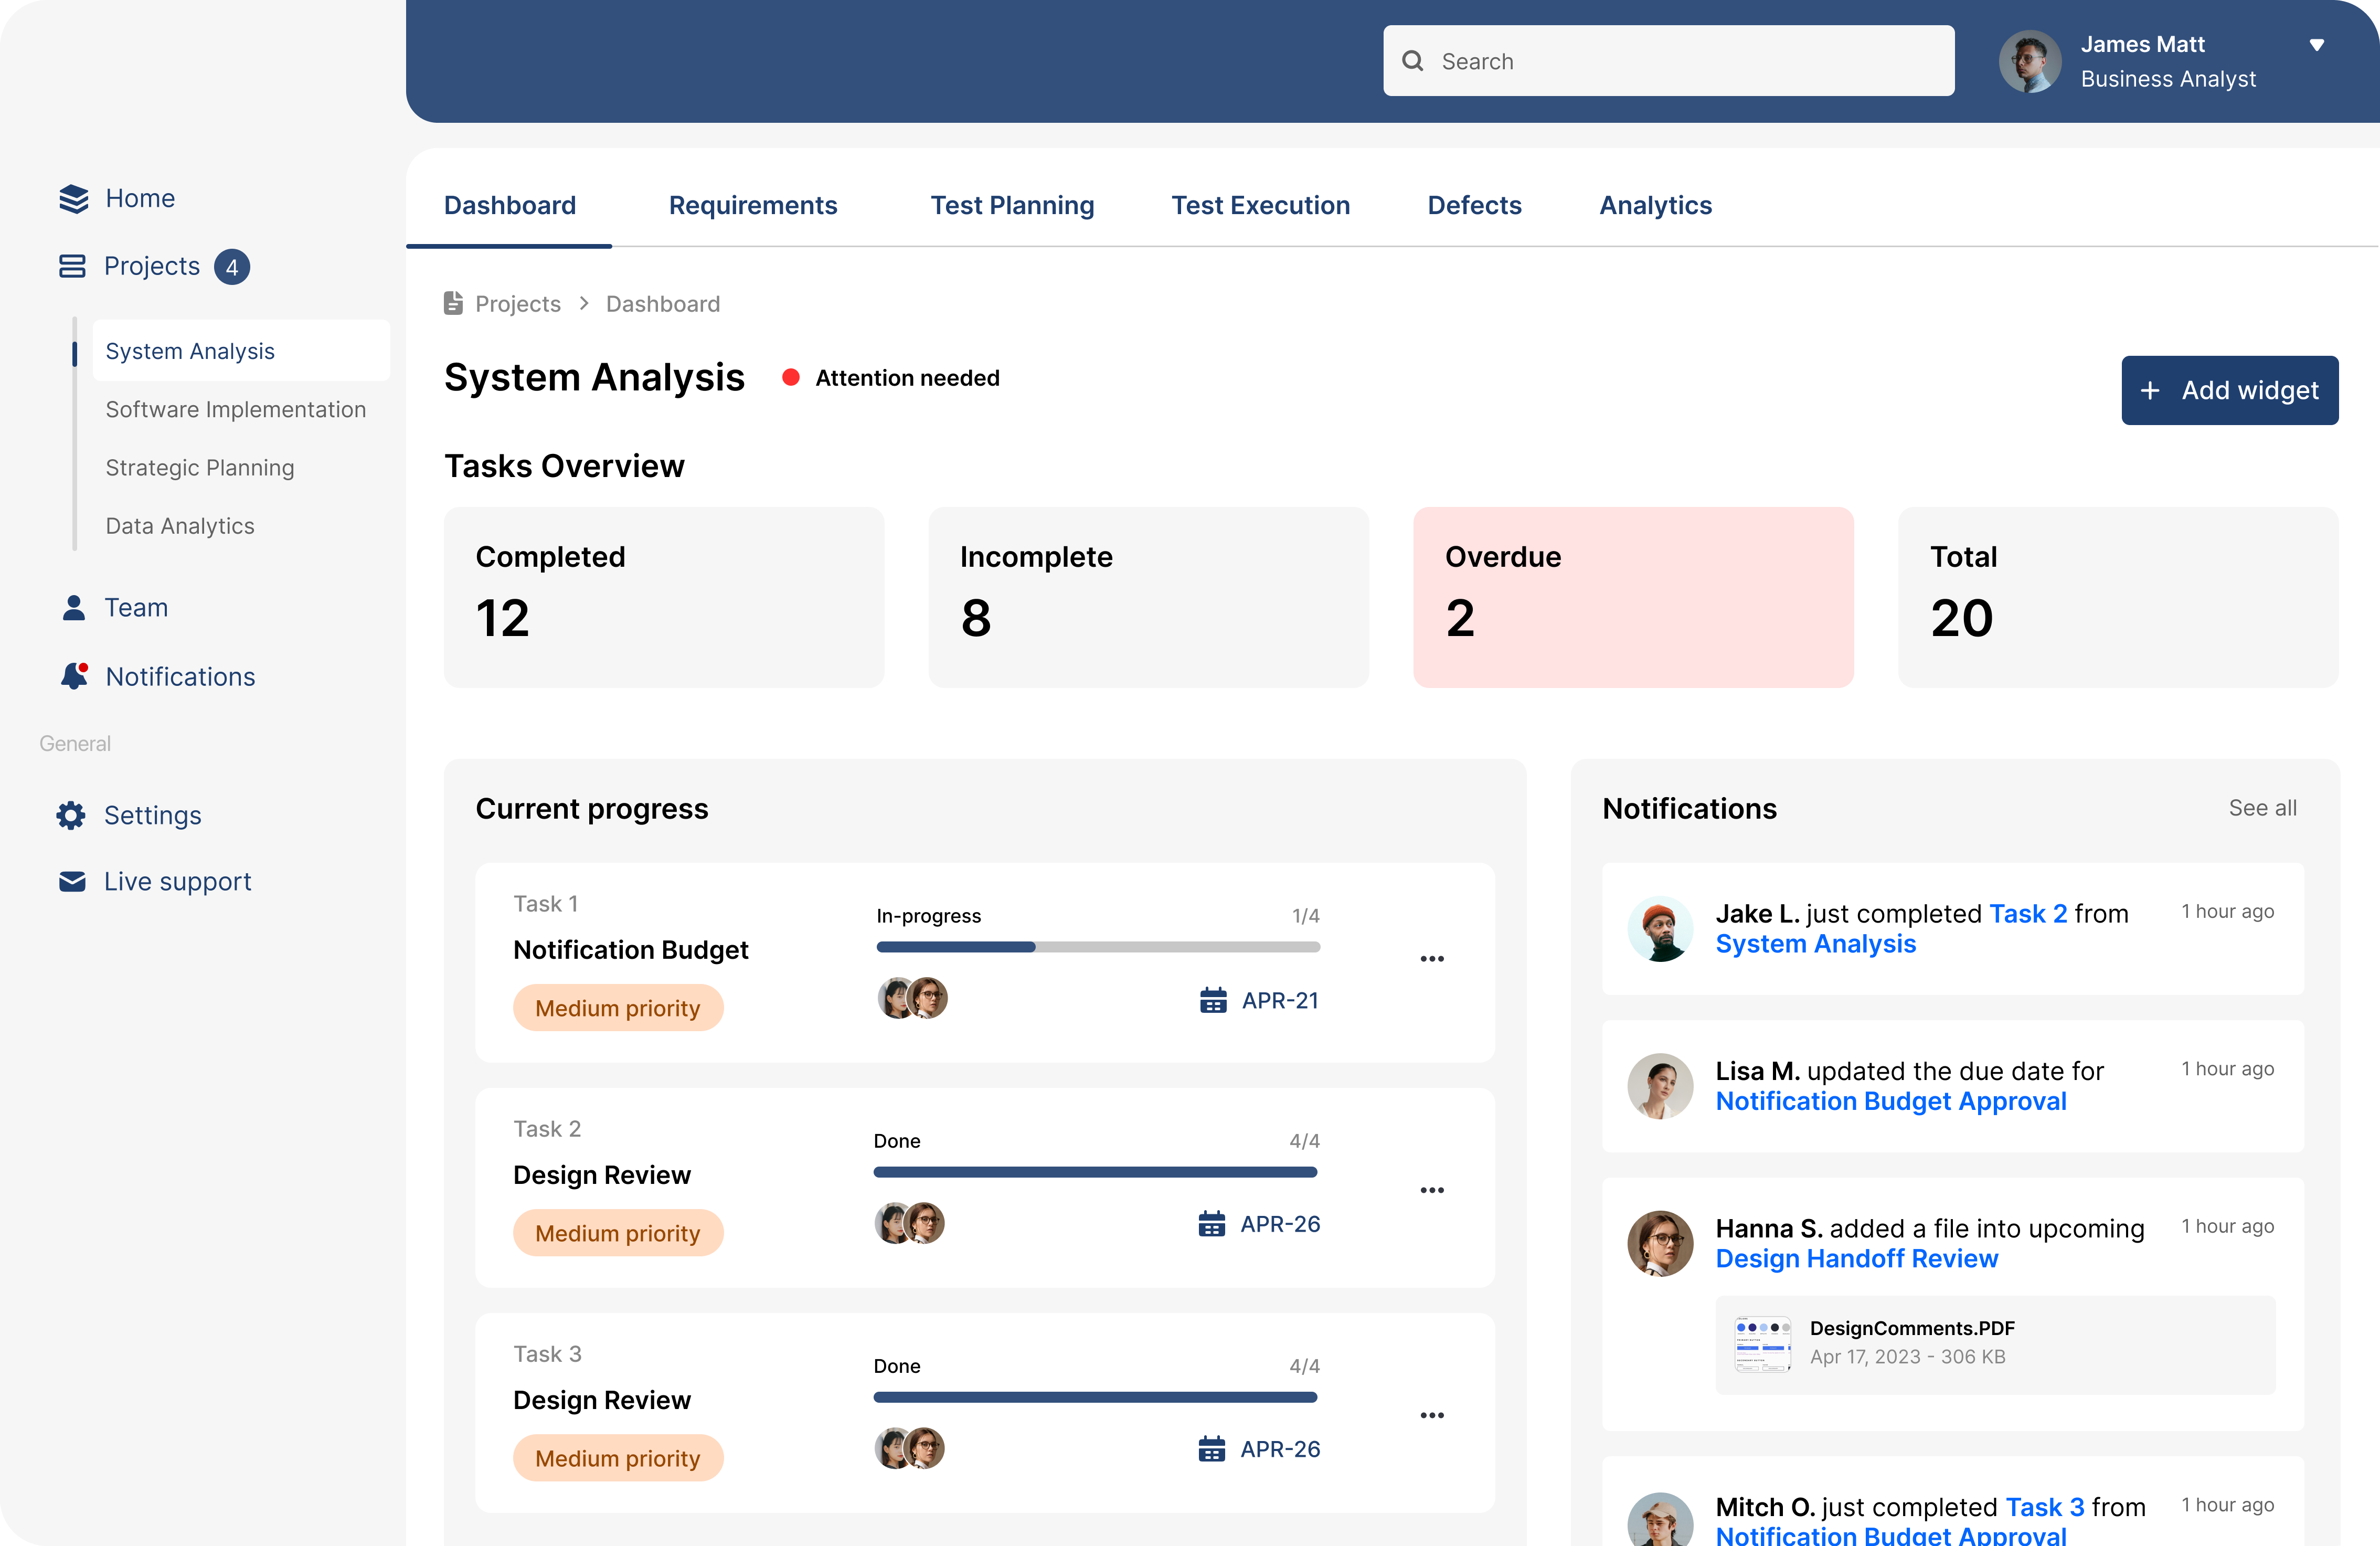 Search
James Matt
Business Analyst
Home
Projects 4
System Analysis
Software Implementation
Strategic Planning
Data Analytics
Team
Notifications
General
Settings
Live support
Dashboard Requirements Test Planning Test Execution Defects Analytics
Projects > Dashboard
System Analysis Attention needed
+ Add widget
Tasks Overview
Completed
12
Incomplete
8
Overdue
2
Total
20
Current progress
Task 1
Notification Budget
Medium priority
In-progress 1/4
APR-21
Task 2
Design Review
Medium priority
Done 4/4
APR-26
Task 3
Design Review
Medium priority
Done 4/4
APR-26
Notifications See all
Jake L. just completed Task 2 from 1 hour ago
System Analysis
Lisa M. updated the due date for 1 hour ago
Notification Budget Approval
Hanna S. added a file into upcoming 1 hour ago
Design Handoff Review
DesignComments.PDF
Apr 17, 2023 - 306 KB
Mitch O. just completed Task 3 from 1 hour ago
Notification Budget Approval